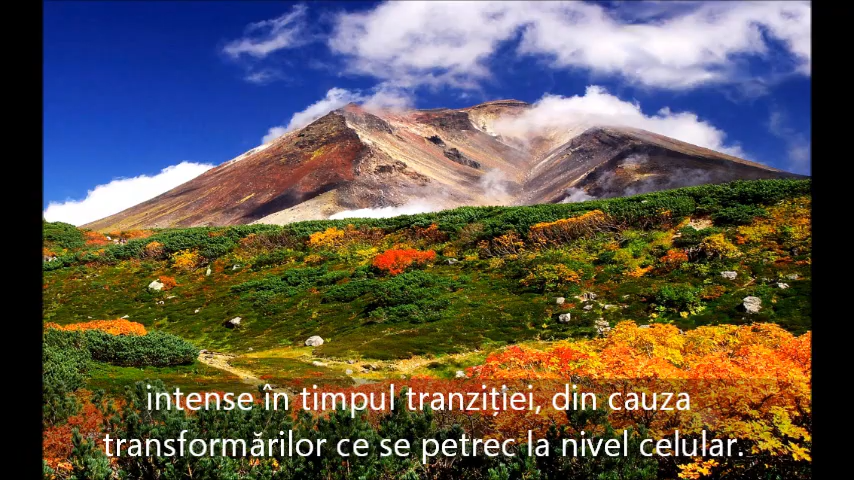 intense în timpul tranziției, din cauza
transformărilor ce se petrec la nivel celular.